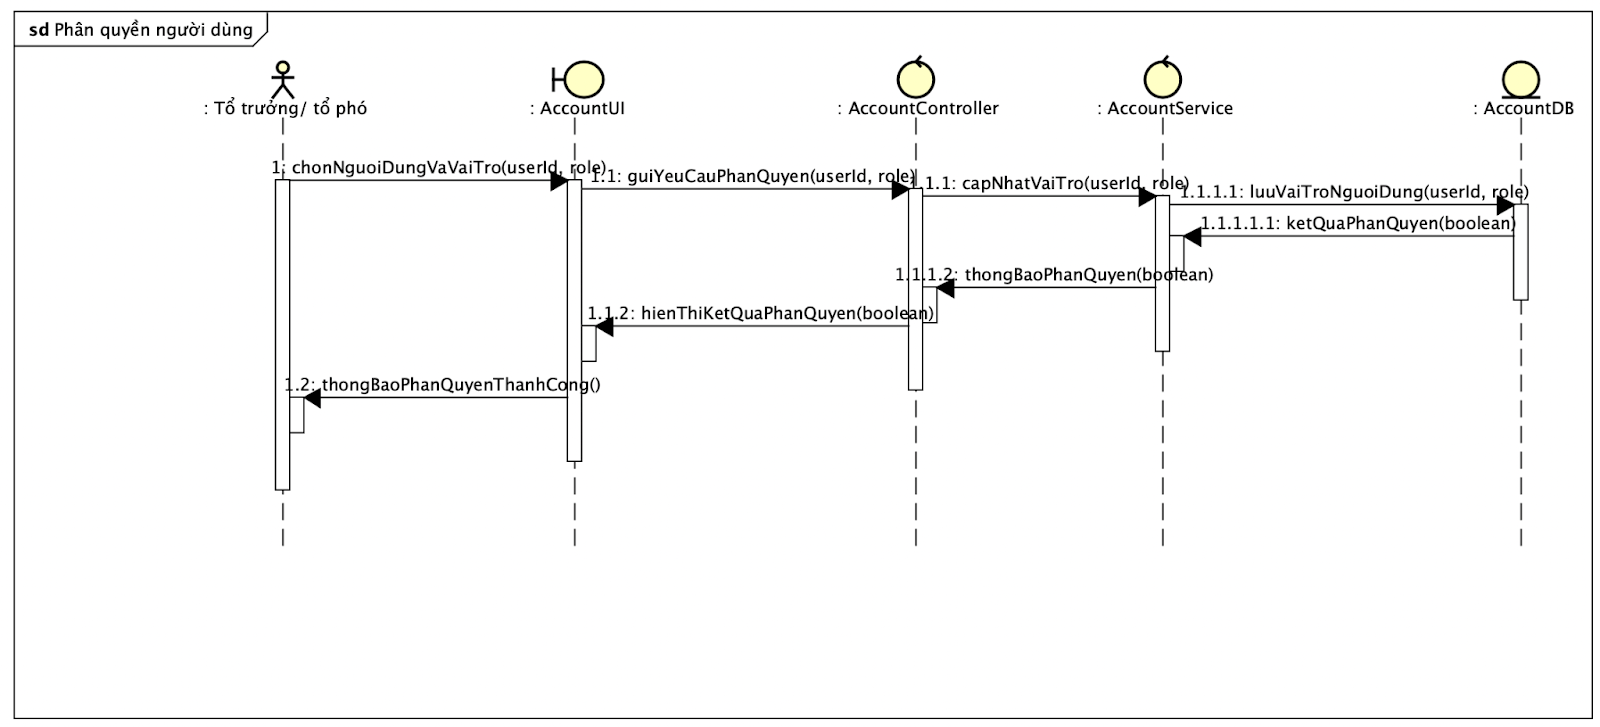 sd Phân quyền người dùng
: Tổ trưởng/ tổ phó
: AccountUI
: AccountController
: AccountService
: AccountDB
1: chonNguoiDungVaVaiTro(userId, role)
1.1: guiYeuCauPhanQuyen(userId, role)
1.1: capNhatVaiTro(userId, role)
1.1.1.1: luuVaiTroNguoiDung(userId, role)
1.1.1.1.1: ketQuaPhanQuyen(boolean)
1.1.1.2: thongBaoPhanQuyen(boolean)
1.1.2: hienThiKetQuaPhanQuyen(boolean)
1.2: thongBaoPhanQuyenThanhCong()